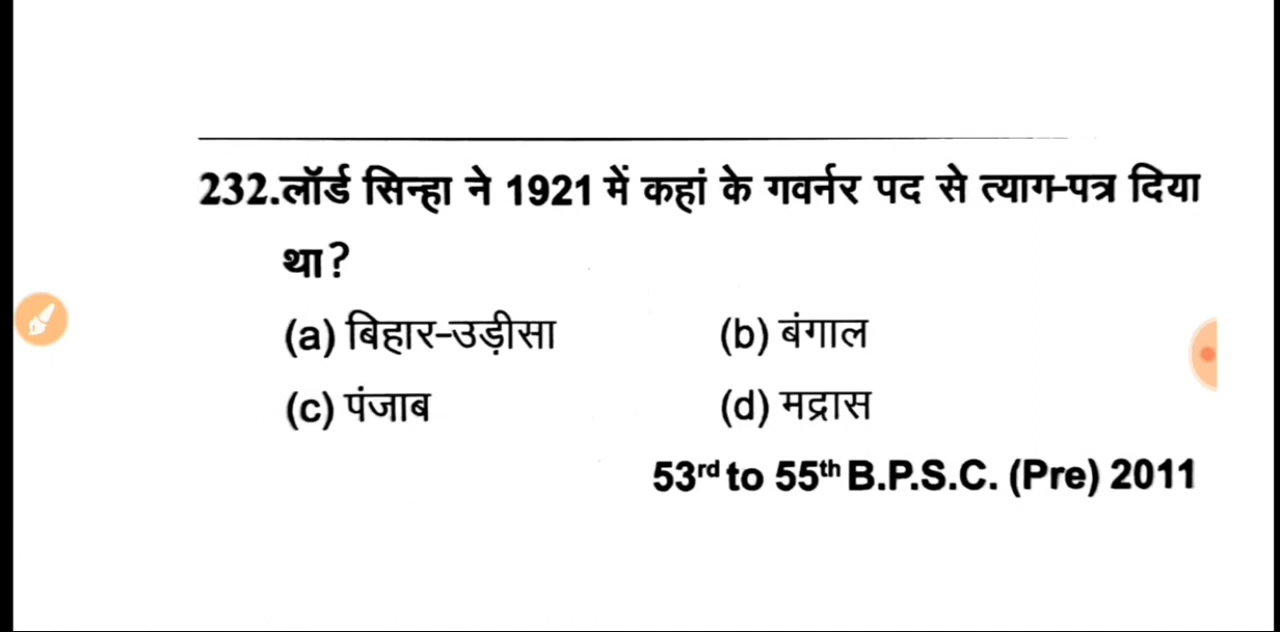 232.लॉर्ड सिन्हा ने 1921 में कहां के गवर्नर पद से त्याग-पत्र दिया
था?
(a) बिहार-उड़ीसा (b) बंगाल
(c) पंजाब (d) मद्रास
53rd to 55th B.P.S.C. (Pre) 2011